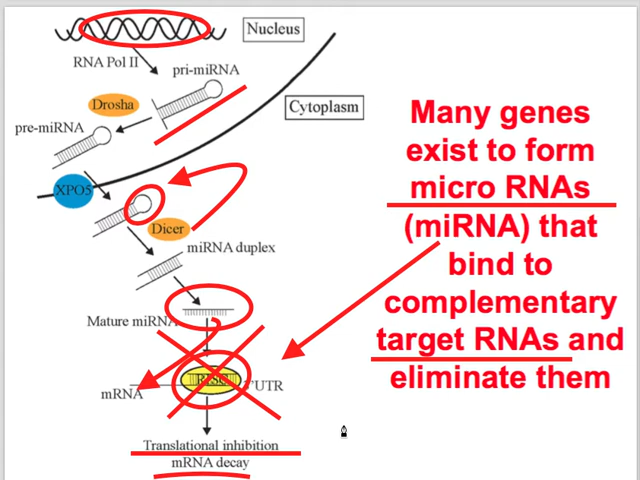 Nucleus
RNA Pol II
pri-miRNA
Drosha
Cytoplasm
pre-miRNA
XPO5
Dicer
miRNA duplex
Mature miRNA
RISC
mRNA
3'UTR
Translational inhibition
mRNA decay
Many genes
exist to form
micro RNAs
(miRNA) that
bind to
complementary
target RNAs and
eliminate them